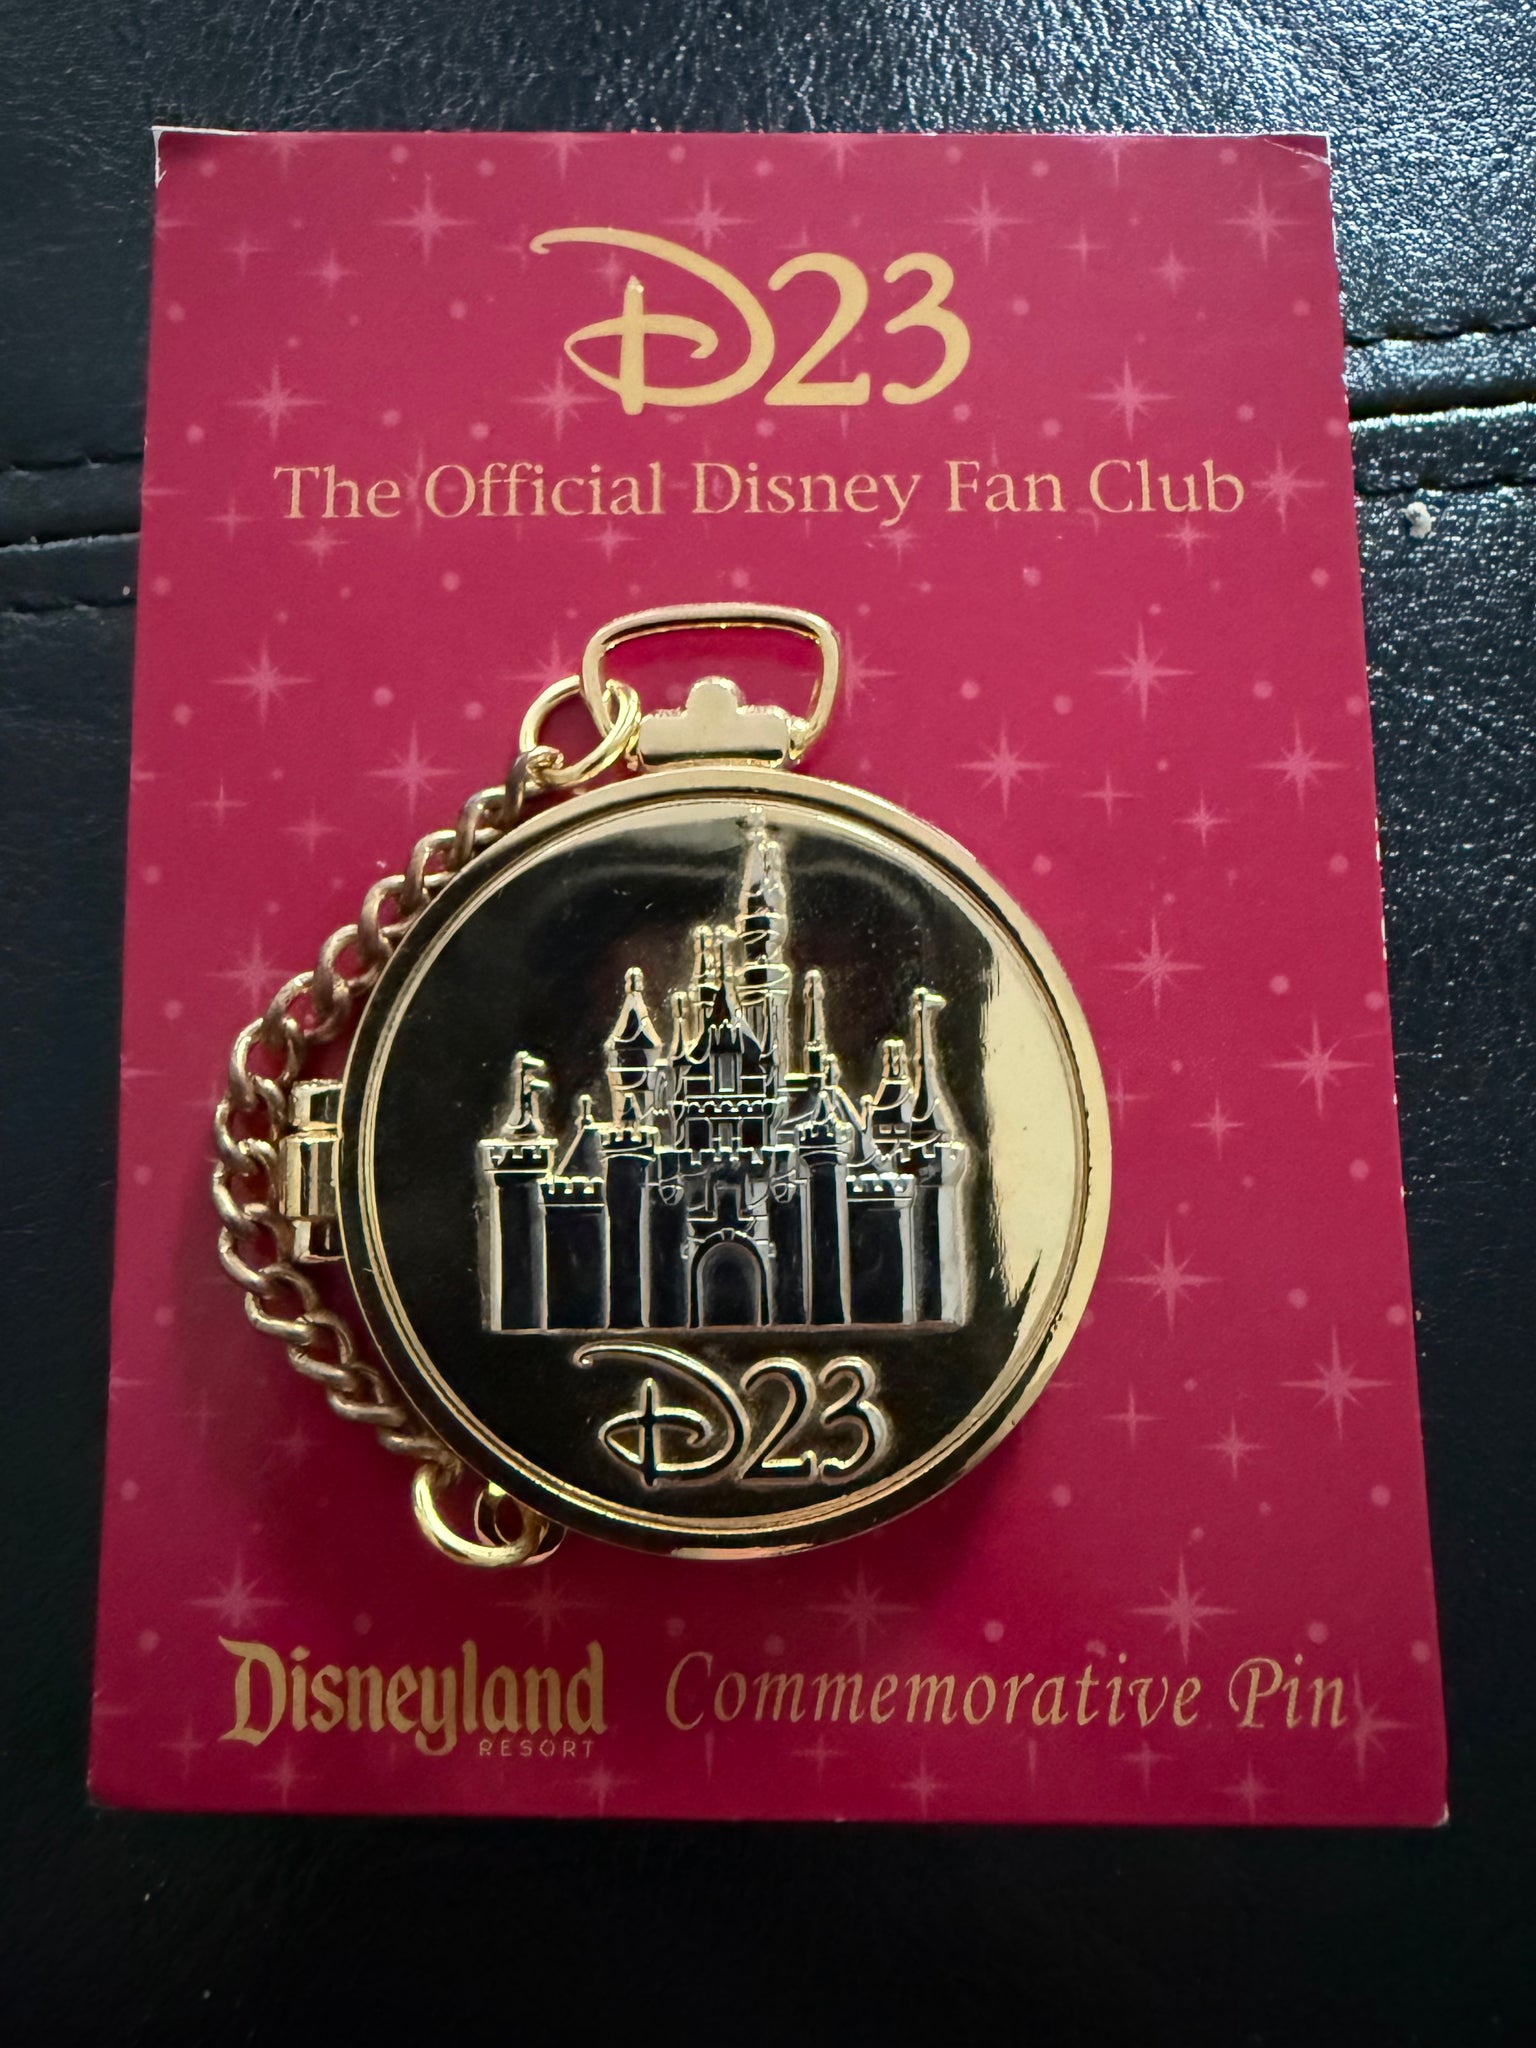 D23
The Official Disney Fan Club
D23
Disneyland Commemorative Pin
RESORT